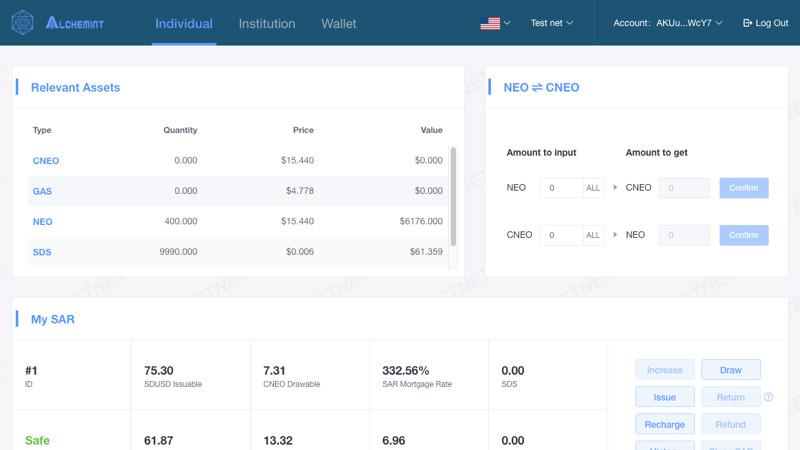 ALCHEMINT Individual Institution Wallet Test net Account: AKUu...WcY7 Log Out
Relevant Assets
Type Quantity Price Value
CNEO 0.000 $15.440 $0.000
GAS 0.000 $4.778 $0.000
NEO 400.000 $15.440 $6176.000
SDS 9990.000 $0.006 $61.359
NEO ⇌ CNEO
Amount to input Amount to get
NEO 0 ALL CNEO 0 Confirm
CNEO 0 ALL NEO 0 Confirm
My SAR
#1 75.30 7.31 332.56% 0.00
ID SDUSD Issuable CNEO Drawable SAR Mortgage Rate SDS
Safe 61.87 13.32 6.96 0.00
Increase Draw
Issue Return ?
Recharge Refund